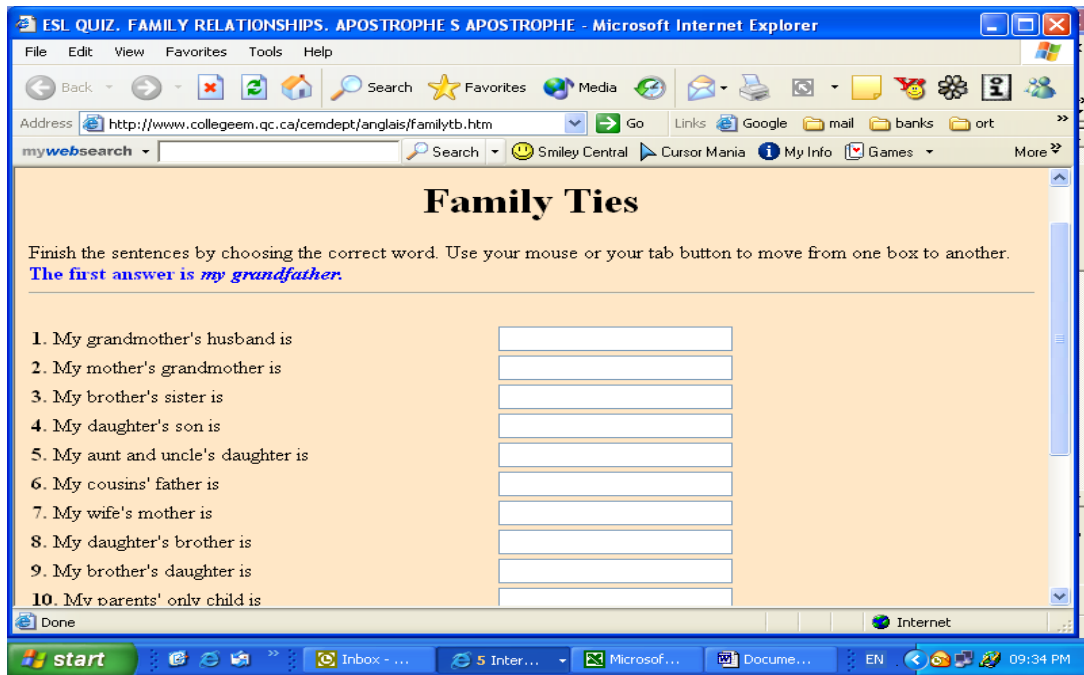 ESL QUIZ. FAMILY RELATIONSHIPS. APOSTROPHE S APOSTROPHE - Microsoft Internet Explorer
File Edit View Favorites Tools Help
Back Search Favorites Media
Address http://www.collegeem.qc.ca/cemdept/anglais/familytb.htm Go Links Google mail banks ort »
mywebsearch Search Smiley Central Cursor Mania My Info Games More
Family Ties
Finish the sentences by choosing the correct word. Use your mouse or your tab button to move from one box to another.
The first answer is my grandfather.
1. My grandmother's husband is
2. My mother's grandmother is
3. My brother's sister is
4. My daughter's son is
5. My aunt and uncle's daughter is
6. My cousins' father is
7. My wife's mother is
8. My daughter's brother is
9. My brother's daughter is
10. My parents' only child is
Done Internet
start » Inbox - ... 5 Inter... Microsof... Docume... EN 09:34 PM